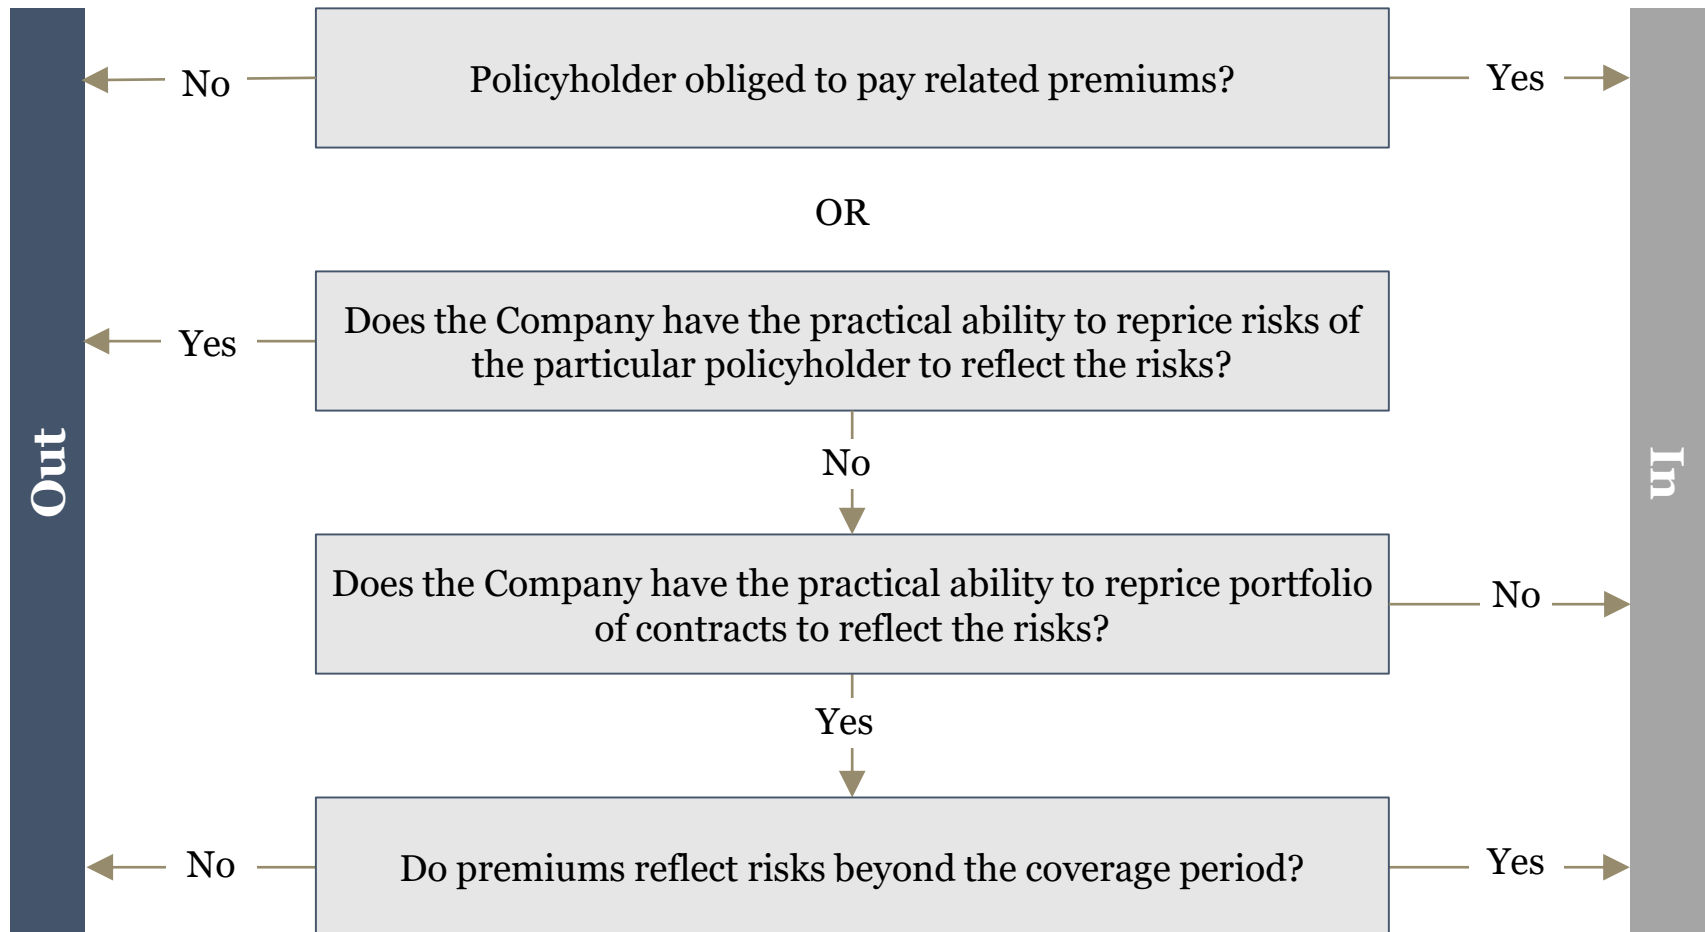 No
Policyholder obliged to pay related premiums?
Yes
OR
Yes
Does the Company have the practical ability to reprice risks of
the particular policyholder to reflect the risks?
No
Out
In
Does the Company have the practical ability to reprice portfolio
of contracts to reflect the risks?
No
Yes
No
Do premiums reflect risks beyond the coverage period?
Yes